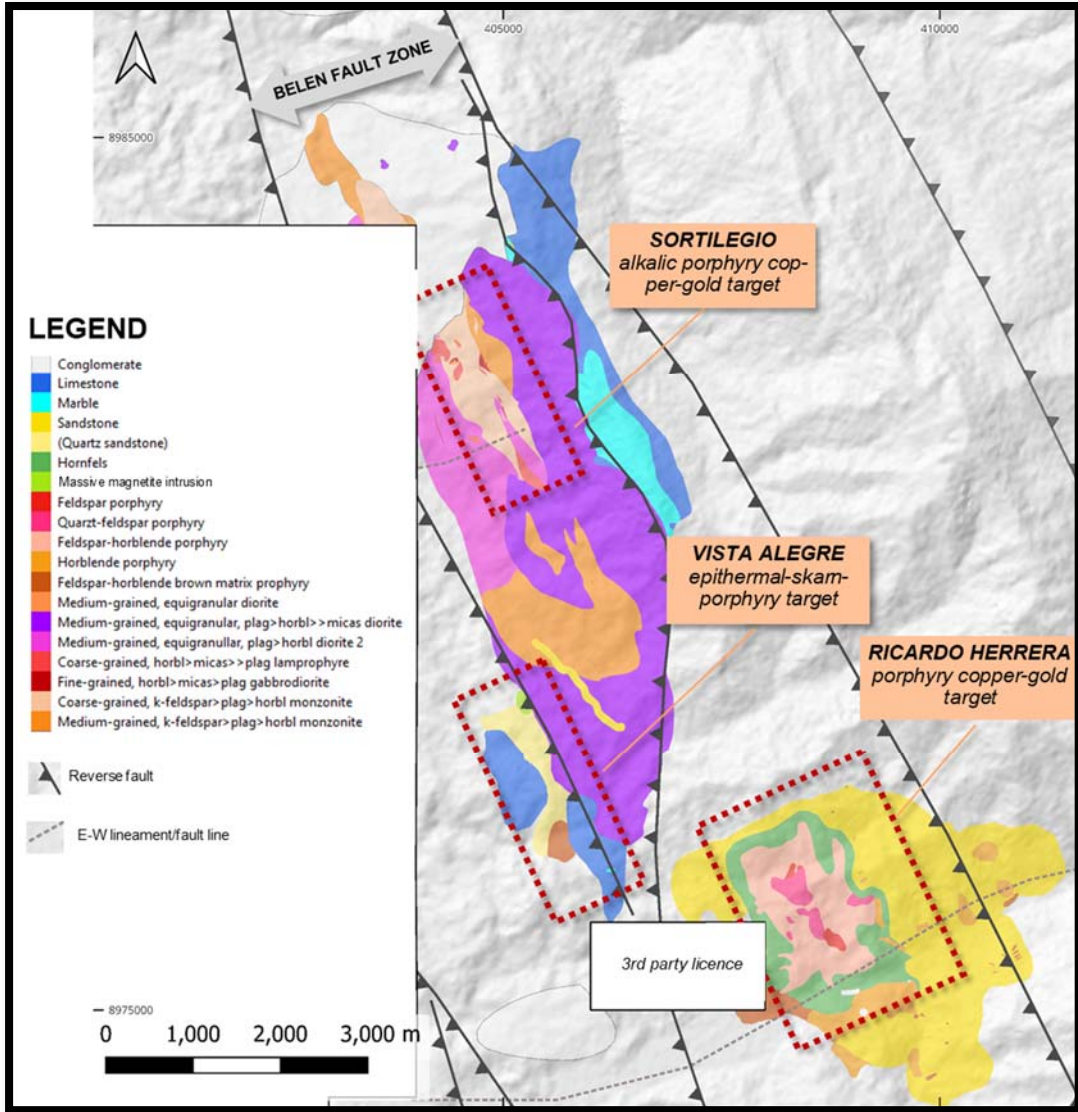 405000
410000
BELEN FAULT ZONE
8985000
SORTILEGIO
alkalic porphyry cop-
per-gold target
LEGEND
Conglomerate
Limestone
Marble
Sandstone
(Quartz sandstone)
Hornfels
Massive magnetite intrusion
Feldspar porphyry
Quarzt-feldspar porphyry
Feldspar-horblende porphyry
Horblende porphyry
Feldspar-horblende brown matrix prophyry
Medium-grained, equigranular diorite
Medium-grained, equigranular, plag>horbl>>micas diorite
Medium-grained, equigranullar, plag>horbl diorite 2
Coarse-grained, horbl>micas>>plag lamprophyre
Fine-grained, horbl>micas>plag gabbrodiorite
Coarse-grained, k-feldspar>plag>horbl monzonite
Medium-grained, k-feldspar>plag>horbl monzonite
Reverse fault
E-W lineament/fault line
VISTA ALEGRE
epithermal-skarn-
porphyry target
RICARDO HERRERA
porphyry copper-gold
target
3rd party licence
8975000
0 1,000 2,000 3,000 m